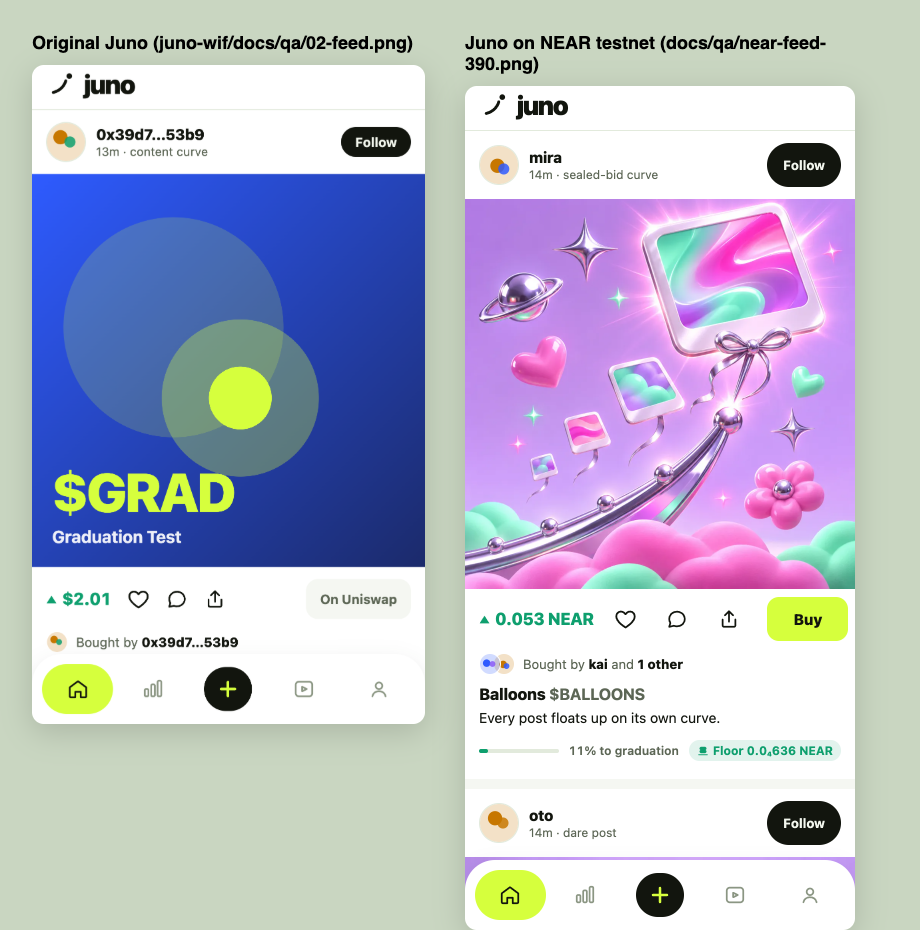 Original Juno (juno-wif/docs/qa/02-feed.png)
juno
0x39d7...53b9
13m · content curve
Follow
$GRAD
Graduation Test
$2.01
On Uniswap
Bought by 0x39d7...53b9
Juno on NEAR testnet (docs/qa/near-feed-
390.png)
juno
mira
14m · sealed-bid curve
Follow
0.053 NEAR
Buy
Bought by kai and 1 other
Balloons $BALLOONS
Every post floats up on its own curve.
11% to graduation
Floor 0.0₄636 NEAR
oto
14m · dare post
Follow